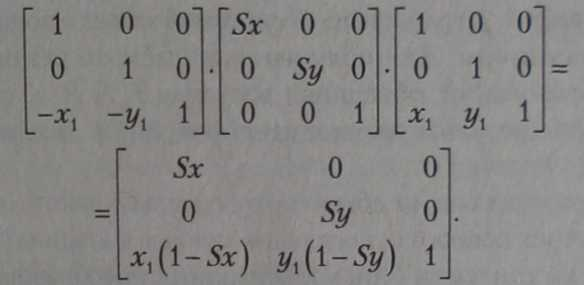 [1 0 0; 0 1 0; -x₁ -y₁ 1] · [Sx 0 0; 0 Sy 0; 0 0 1] · [1 0 0; 0 1 0; x₁ y₁ 1] =
= [Sx 0 0; 0 Sy 0; x₁(1-Sx) y₁(1-Sy) 1].